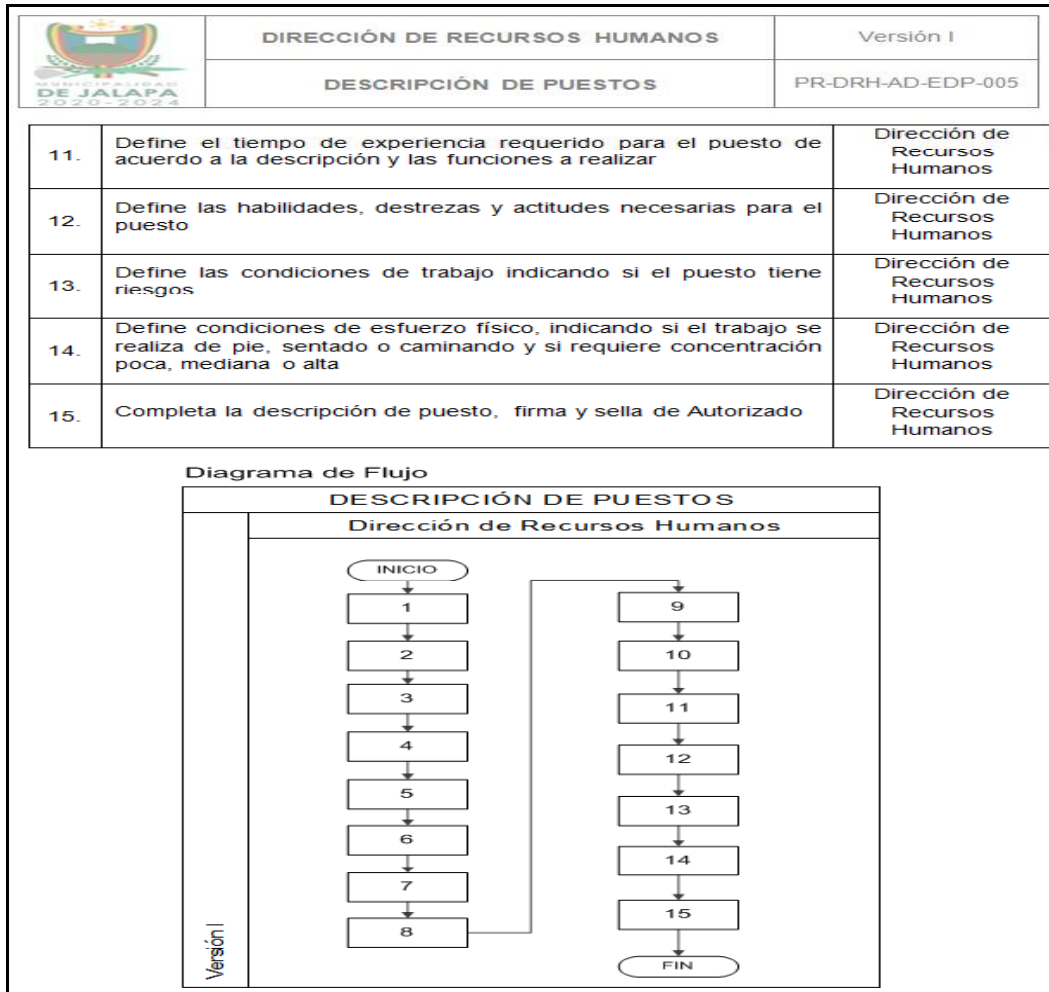 MUNICIPALIDAD
DE JALAPA
2020-2024
DIRECCIÓN DE RECURSOS HUMANOS
Versión I
DESCRIPCIÓN DE PUESTOS
PR-DRH-AD-EDP-005
11.
Define el tiempo de experiencia requerido para el puesto de
acuerdo a la descripción y las funciones a realizar
Dirección de
Recursos
Humanos
12.
Define las habilidades, destrezas y actitudes necesarias para el
puesto
Dirección de
Recursos
Humanos
13.
Define las condiciones de trabajo indicando si el puesto tiene
riesgos
Dirección de
Recursos
Humanos
14.
Define condiciones de esfuerzo físico, indicando si el trabajo se
realiza de pie, sentado o caminando y si requiere concentración
poca, mediana o alta
Dirección de
Recursos
Humanos
15.
Completa la descripción de puesto, firma y sella de Autorizado
Dirección de
Recursos
Humanos
Diagrama de Flujo
DESCRIPCIÓN DE PUESTOS
Dirección de Recursos Humanos
INICIO
1
2
3
4
5
6
7
8
9
10
11
12
13
14
15
FIN
Versión I